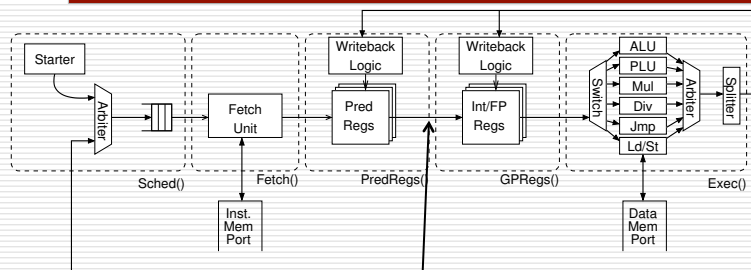 Starter
Arbiter
Sched()
Fetch
Unit
Fetch()
Inst.
Mem
Port
Writeback
Logic
Pred
Regs
PredRegs()
Writeback
Logic
Int/FP
Regs
GPRegs()
Switch
ALU
PLU
Mul
Div
Jmp
Ld/St
Arbiter
Splitter
Exec()
Data
Mem
Port